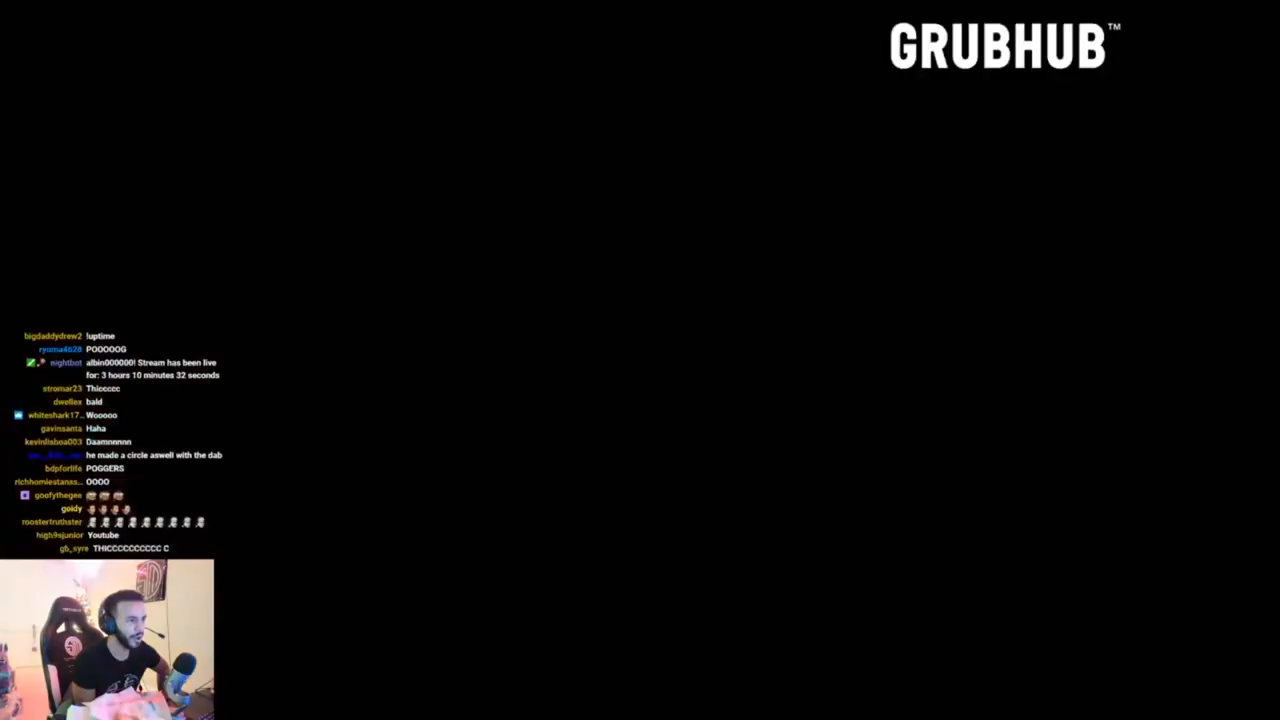 GRUBHUB™
bigdaddydrew2 !uptime
ryoma4628 POOOOOG
nightbot albin000000! Stream has been live
for: 3 hours 10 minutes 32 seconds
stromar23 Thiccccc
dwellex bald
whiteshark17... Wooooo
gavinsanta Haha
kevinlisboa003 Daamnnnnn
he made a circle aswell with the dab
bdpforlife POGGERS
richhomiestanas... OOOO
goofythegee
goldy
roostertruthster
high9sjunior Youtube
gb_syre THICCCCCCCCCC C